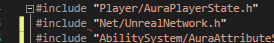 #include "Player/AuraPlayerState.h"
#include "Net/UnrealNetwork.h"
#include "AbilitySystem/AuraAttributeS